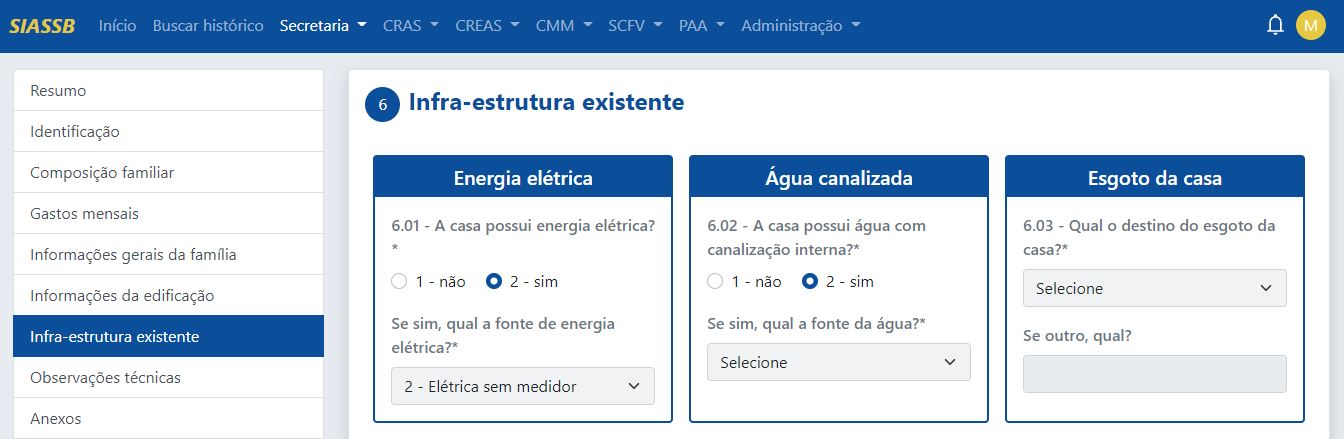 SIASSB Início Buscar histórico Secretaria CRAS CREAS CMM SCFV PAA Administração M
Resumo
Identificação
Composição familiar
Gastos mensais
Informações gerais da família
Informações da edificação
Infra-estrutura existente
Observações técnicas
Anexos
6 Infra-estrutura existente
Energia elétrica
6.01 - A casa possui energia elétrica?
*
1 - não 2 - sim
Se sim, qual a fonte de energia
elétrica?*
2 - Elétrica sem medidor
Água canalizada
6.02 - A casa possui água com
canalização interna?*
1 - não 2 - sim
Se sim, qual a fonte da água?*
Selecione
Esgoto da casa
6.03 - Qual o destino do esgoto da
casa?*
Selecione
Se outro, qual?